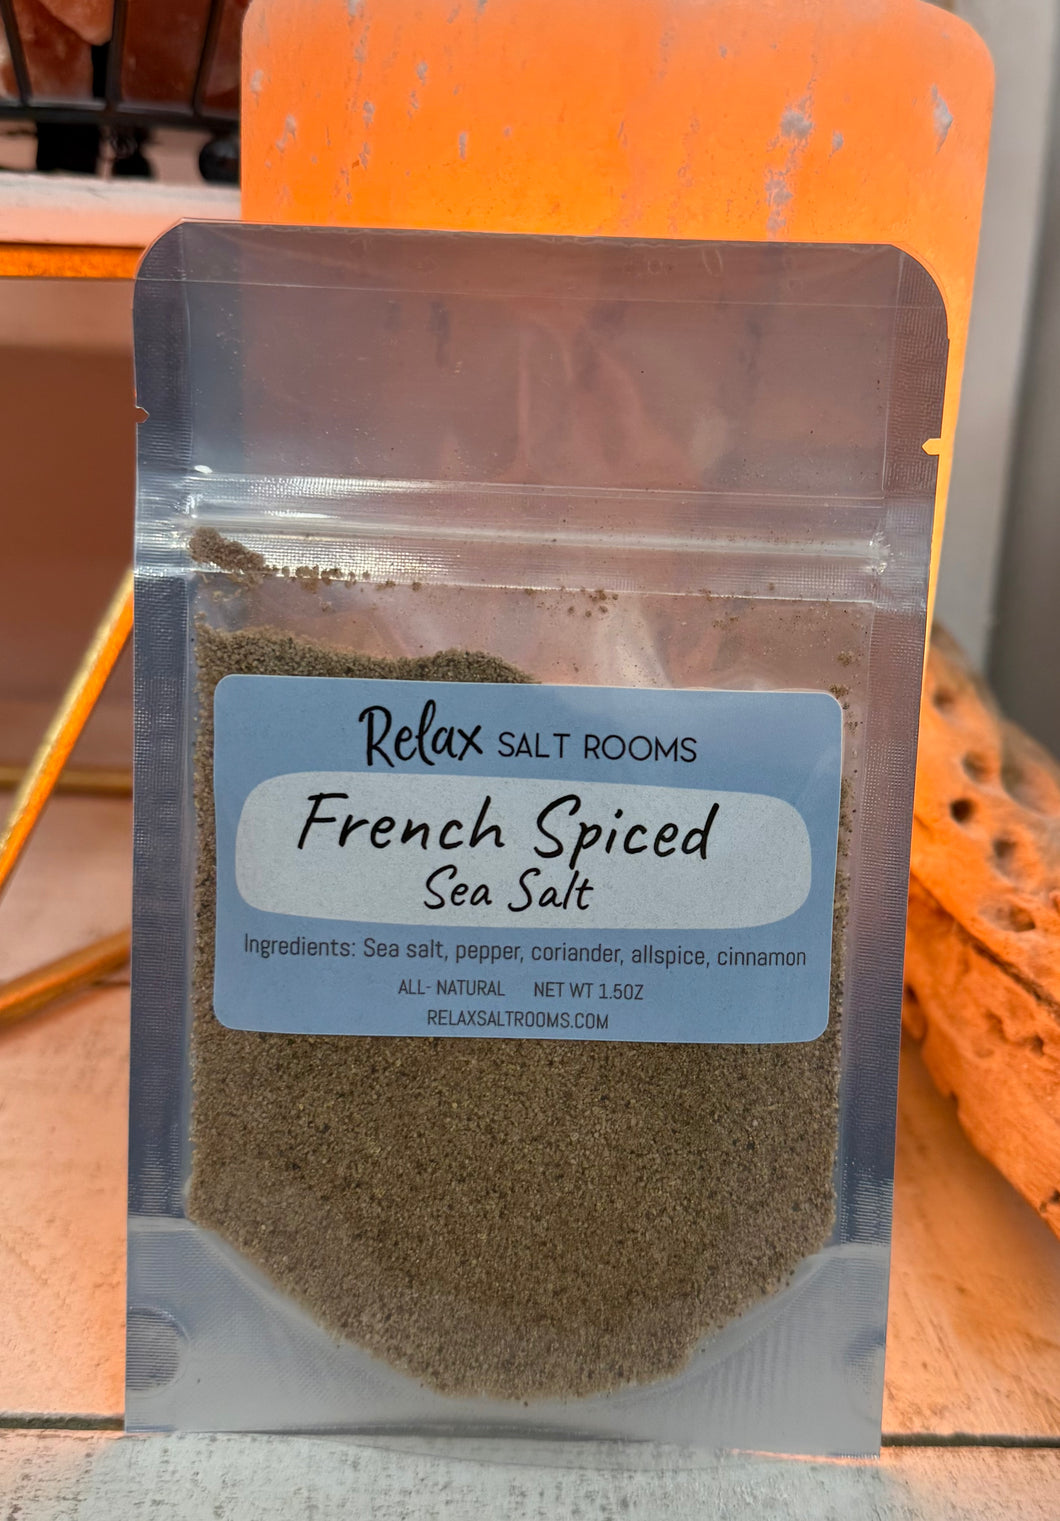 Relax SALT ROOMS
French Spiced
Sea Salt
Ingredients: Sea salt, pepper, coriander, allspice, cinnamon
ALL- NATURAL NET WT 1.5OZ
RELAXSALTROOMS.COM